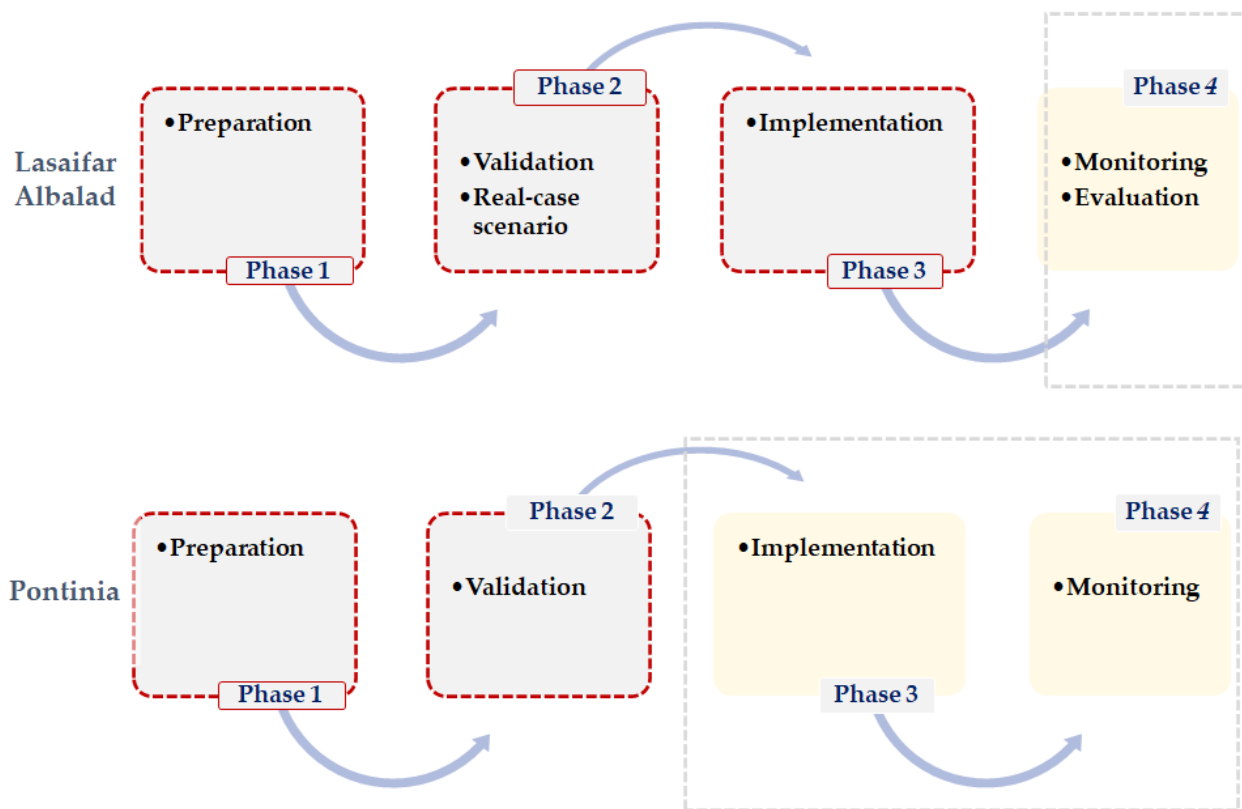 Phase 2
Phase 4
•Preparation
•Implementation
Lasaifar
Albalad
•Validation
•Real-case
scenario
•Monitoring
•Evaluation
Phase 1
Phase 3
Phase 2
Phase 4
•Preparation
•Implementation
Pontinia
•Validation
•Monitoring
Phase 1
Phase 3